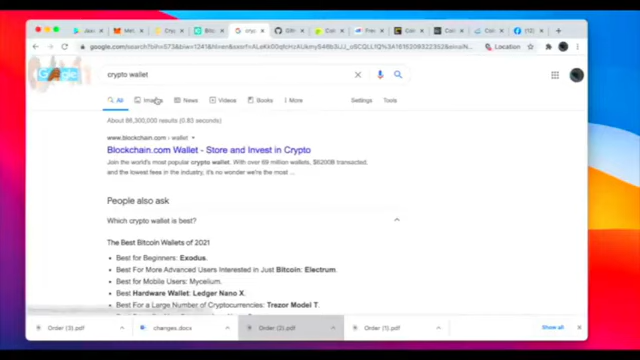 google.com/search?
Location
crypto wallet
All Images News Videos Books More Settings Tools
About 86,300,000 results (0.83 seconds)
www.blockchain.com › wallet
Blockchain.com Wallet - Store and Invest in Crypto
Join the world's most popular crypto wallet. With over 69 million wallets, $620B transacted,
and the lowest fees in the industry, it's no wonder we're the most ...
People also ask
Which crypto wallet is best?
The Best Bitcoin Wallets of 2021
Best for Beginners: Exodus.
Best For More Advanced Users Interested in Just Bitcoin: Electrum.
Best for Mobile Users: Mycelium.
Best Hardware Wallet: Ledger Nano X.
Best For a Large Number of Cryptocurrencies: Trezor Model T.
Order (3).pdf changes.docx Order (2).pdf Order (1).pdf Show all